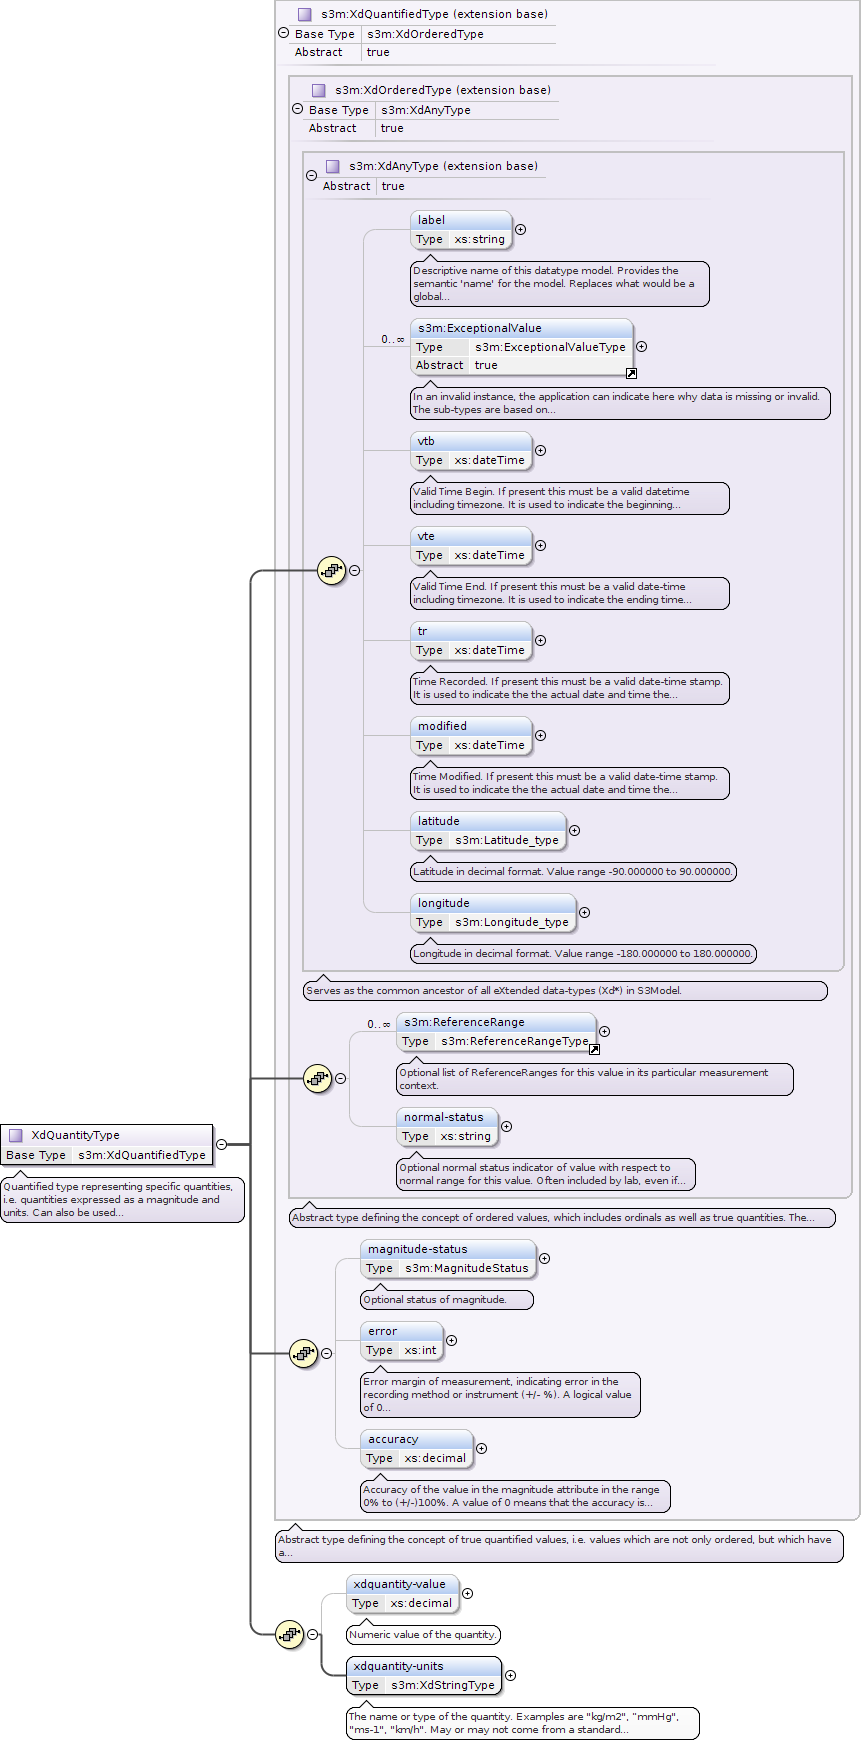 s3m:XdQuantifiedType (extension base)
Base Type s3m:XdOrderedType
Abstract true
s3m:XdOrderedType (extension base)
Base Type s3m:XdAnyType
Abstract true
s3m:XdAnyType (extension base)
Abstract true
label
Type xs:string
Descriptive name of this datatype model. Provides the
semantic 'name' for the model. Replaces what would be a
global...
0..∞
s3m:ExceptionalValue
Type s3m:ExceptionalValueType
Abstract true
In an invalid instance, the application can indicate here why data is missing or invalid.
The sub-types are based on...
vtb
Type xs:dateTime
Valid Time Begin. If present this must be a valid datetime
including timezone. It is used to indicate the beginning...
vte
Type xs:dateTime
Valid Time End. If present this must be a valid date-time
including timezone. It is used to indicate the ending time...
tr
Type xs:dateTime
Time Recorded. If present this must be a valid date-time stamp.
It is used to indicate the the actual date and time the...
modified
Type xs:dateTime
Time Modified. If present this must be a valid date-time stamp.
It is used to indicate the the actual date and time the...
latitude
Type s3m:Latitude_type
Latitude in decimal format. Value range -90.000000 to 90.000000.
longitude
Type s3m:Longitude_type
Longitude in decimal format. Value range -180.000000 to 180.000000.
Serves as the common ancestor of all eXtended data-types (Xd*) in S3Model.
0..∞
s3m:ReferenceRange
Type s3m:ReferenceRangeType
Optional list of ReferenceRanges for this value in its particular measurement
context.
normal-status
Type xs:string
Optional normal status indicator of value with respect to
normal range for this value. Often included by lab, even if...
XdQuantityType
Base Type s3m:XdQuantifiedType
Quantified type representing specific quantities,
i.e. quantities expressed as a magnitude and
units. Can also be used...
Abstract type defining the concept of ordered values, which includes ordinals as well as true quantities. The...
magnitude-status
Type s3m:MagnitudeStatus
Optional status of magnitude.
error
Type xs:int
Error margin of measurement, indicating error in the
recording method or instrument (+/- %). A logical value
of 0...
accuracy
Type xs:decimal
Accuracy of the value in the magnitude attribute in the range
0% to (+/-)100%. A value of 0 means that the accuracy is...
Abstract type defining the concept of true quantified values, i.e. values which are not only ordered, but which have
a...
xdquantity-value
Type xs:decimal
Numeric value of the quantity.
xdquantity-units
Type s3m:XdStringType
The name or type of the quantity. Examples are "kg/m2", "mmHg",
"ms-1", "km/h". May or may not come from a standard...